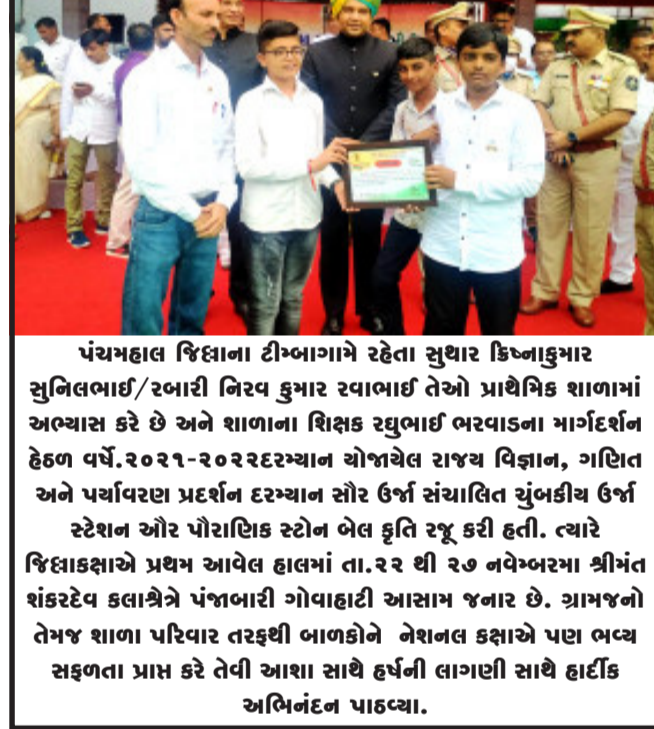 પંચમહાલ જિલ્લાના ટીમ્બાગામે રહેતા સુથાર ક્રિષ્નાકુમાર
સુનિલભાઈ/રબારી નિરવ કુમાર રવાભાઈ તેઓ પ્રાથેમિક શાળામાં
અભ્યાસ કરે છે અને શાળાના શિક્ષક રઘુભાઈ ભરવાડના માર્ગદર્શન
હેઠળ વર્ષે.૨૦૨૧-૨૦૨૨દરમ્યાન યોજાયેલ રાજય વિજ્ઞાન, ગણિત
અને પર્યાવરણ પ્રદર્શન દરમ્યાન સૌર ઉર્જા સંચાલિત ચુંબકીય ઉર્જા
સ્ટેશન ઔર પૌરાણિક સ્ટોન બેલ કૃતિ રજૂ કરી હતી. ત્યારે
જિલ્લાકક્ષાએ પ્રથમ આવેલ હાલમાં તા.૨૨ થી ૨૭ નવેમ્બરમા શ્રીમંત
શંકરદેવ કલાશ્રેત્રે પંજાબારી ગોવાહાટી આસામ જનાર છે. ગ્રામજનો
તેમજ શાળા પરિવાર તરફથી બાળકોને નેશનલ કક્ષાએ પણ ભવ્ય
સફળતા પ્રાપ્ત કરે તેવી આશા સાથે હર્ષની લાગણી સાથે હાર્દીક
અભિનંદન પાઠવ્યા.